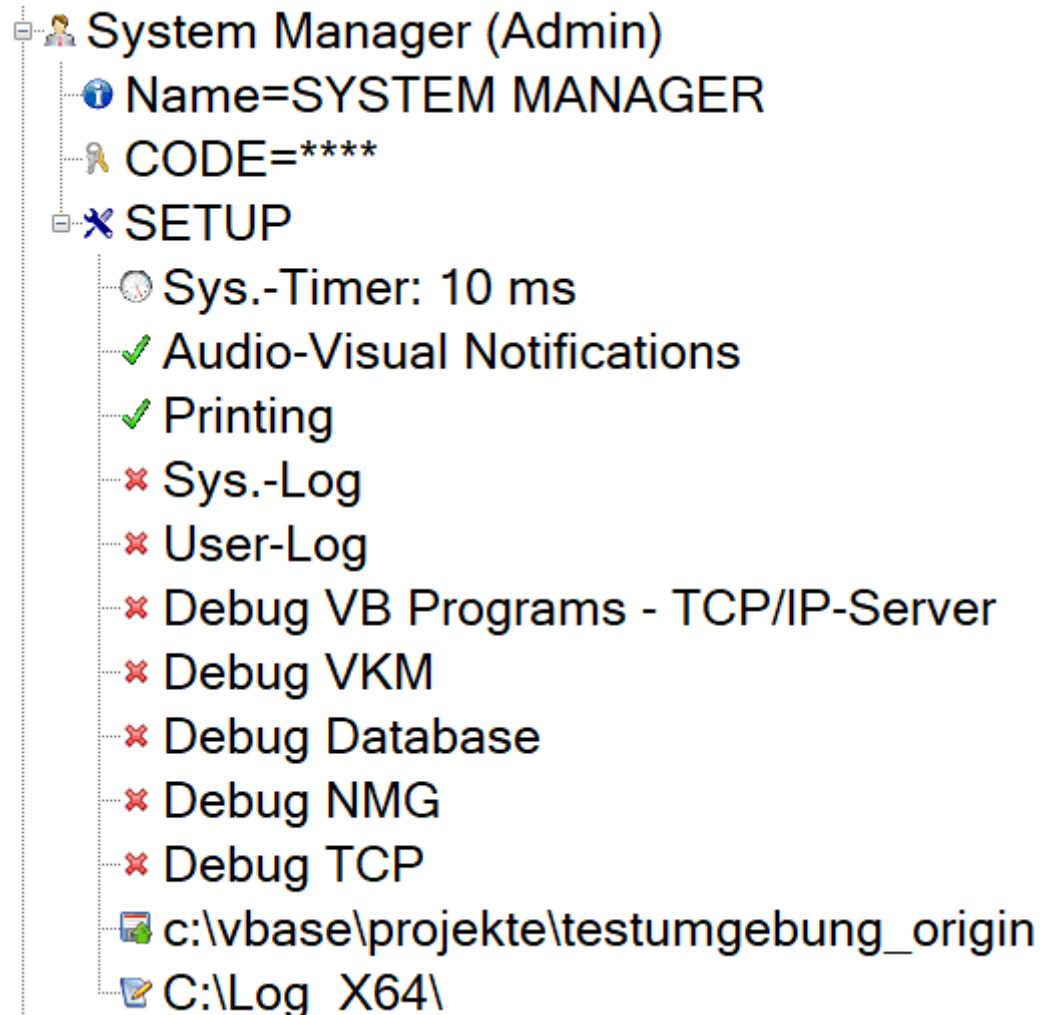 System Manager (Admin)
Name=SYSTEM MANAGER
CODE=****
SETUP
Sys.-Timer: 10 ms
Audio-Visual Notifications
Printing
Sys.-Log
User-Log
Debug VB Programs - TCP/IP-Server
Debug VKM
Debug Database
Debug NMG
Debug TCP
c:\vbase\projekte\testumgebung_origin
C:\Log_X64\